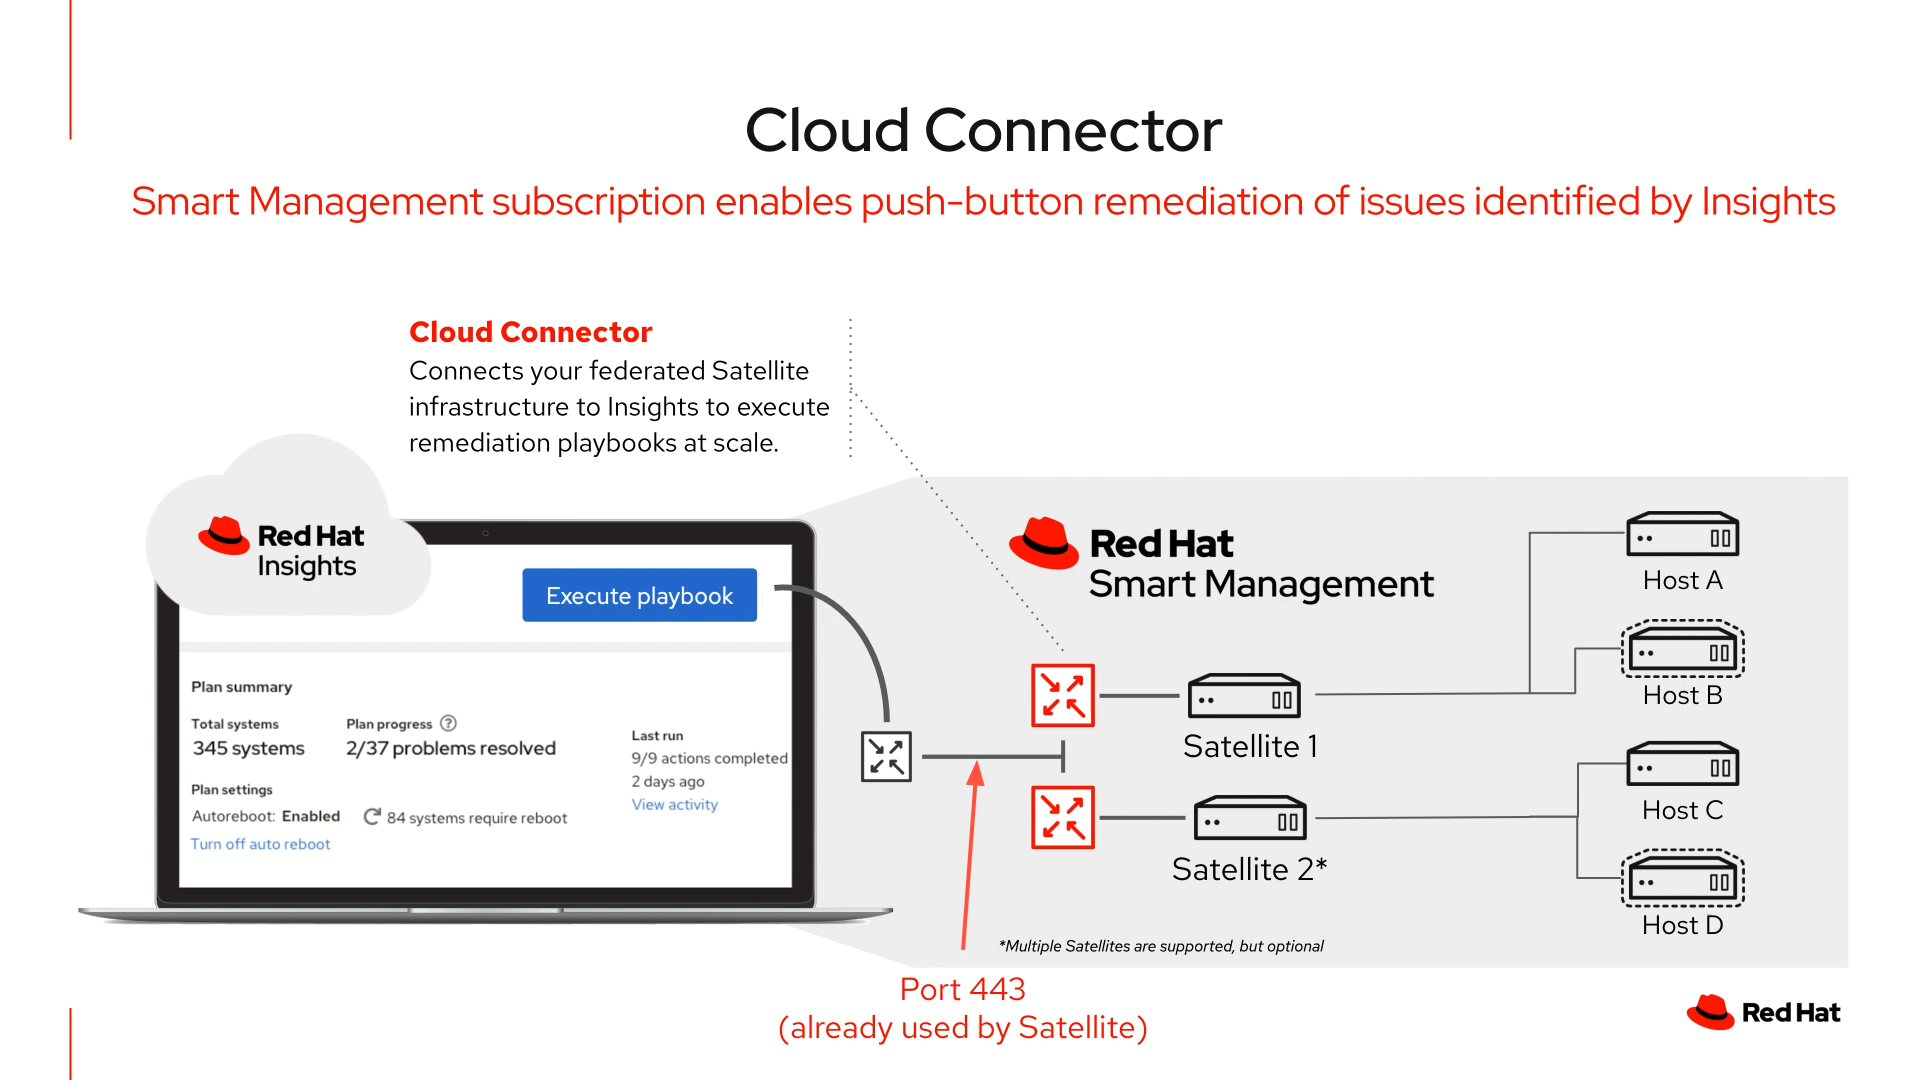 Cloud Connector
Smart Management subscription enables push-button remediation of issues identified by Insights
Cloud Connector
Connects your federated Satellite
infrastructure to Insights to execute
remediation playbooks at scale.
Red Hat
Insights
Execute playbook
Plan summary
Total systems
345 systems
Plan progress ?
2/37 problems resolved
Last run
9/9 actions completed
2 days ago
View activity
Plan settings
Autoreboot: Enabled
84 systems require reboot
Turn off auto reboot
Red Hat
Smart Management
Satellite 1
Satellite 2*
Host A
Host B
Host C
Host D
*Multiple Satellites are supported, but optional
Port 443
(already used by Satellite)
Red Hat